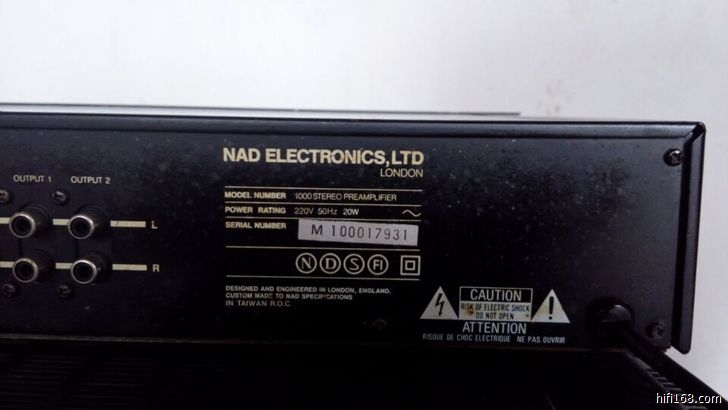 NAD ELECTRONICS, LTD
LONDON
OUTPUT 1 OUTPUT 2
MODEL NUMBER 1000 STEREO PREAMPLIFIER
POWER RATING 220V 50Hz 20W
SERIAL NUMBER M 100017931
L
R
N D S FI
DESIGNED AND ENGINEERED IN LONDON, ENGLAND,
CUSTOM MADE TO NAD SPECIFICATIONS
IN TAIWAN R.O.C.
CAUTION
RISK OF ELECTRIC SHOCK
DO NOT OPEN
ATTENTION
RISQUE DE CHOC ELECTRIQUE NE PAS OUVRIR
hifi168.com